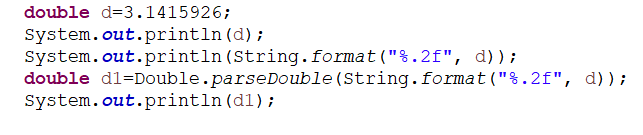 double d=3.1415926;
System.out.println(d);
System.out.println(String.format("%.2f", d));
double d1=Double.parseDouble(String.format("%.2f", d));
System.out.println(d1);